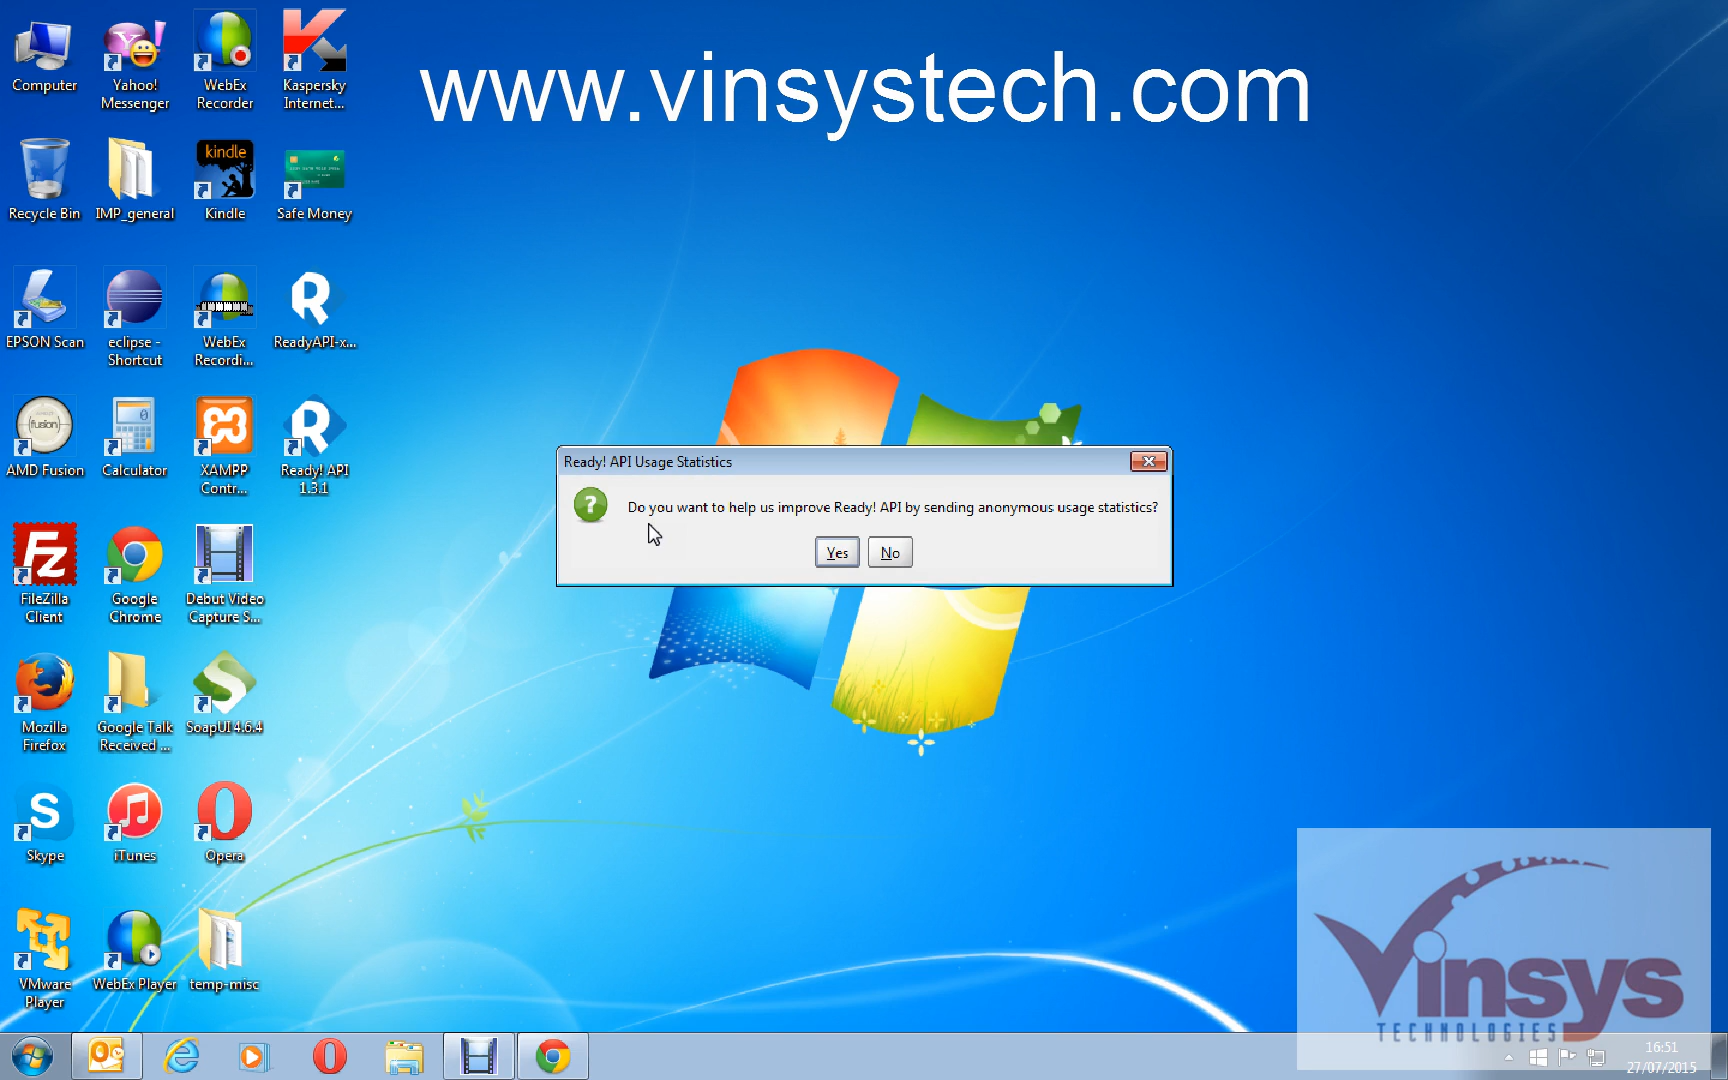 www.vinsystech.com
Computer
Yahoo!
Messenger
WebEx
Recorder
Kaspersky
Internet...
Recycle Bin
IMP_general
kindle
Kindle
Safe Money
EPSON Scan
eclipse -
Shortcut
WebEx
Recordi...
ReadyAPI-x...
fusion
AMD Fusion
Calculator
XAMPP
Contr...
Ready! API
1.3.1
FileZilla
Client
Google
Chrome
Debut Video
Capture S...
Mozilla
Firefox
Google Talk
Received ...
SoapUI 4.6.4
Skype
iTunes
Opera
VMware
Player
WebEx Player
temp-misc
Ready! API Usage Statistics
Do you want to help us improve Ready! API by sending anonymous usage statistics?
Yes
No
Vinsys
TECHNOLOGIES
16:51
27/07/2015